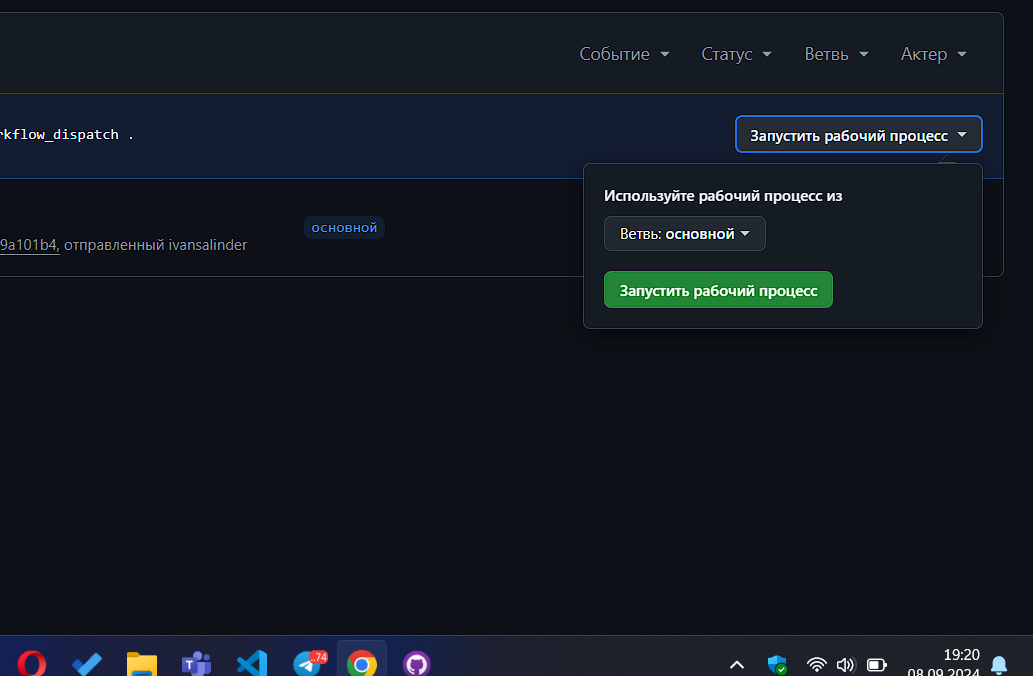 Событие Статус Ветвь Актер
rkflow_dispatch .
Запустить рабочий процесс
Используйте рабочий процесс из
основной
Ветвь: основной
9a101b4, отправленный ivansalinder
Запустить рабочий процесс
74
19:20
08.09.2024